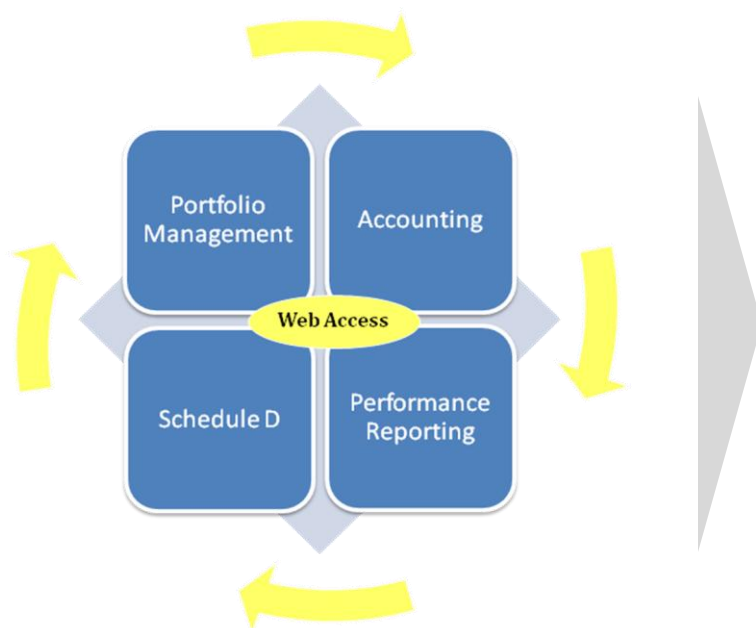 Portfolio
Management
Accounting
Web Access
Schedule D
Performance
Reporting